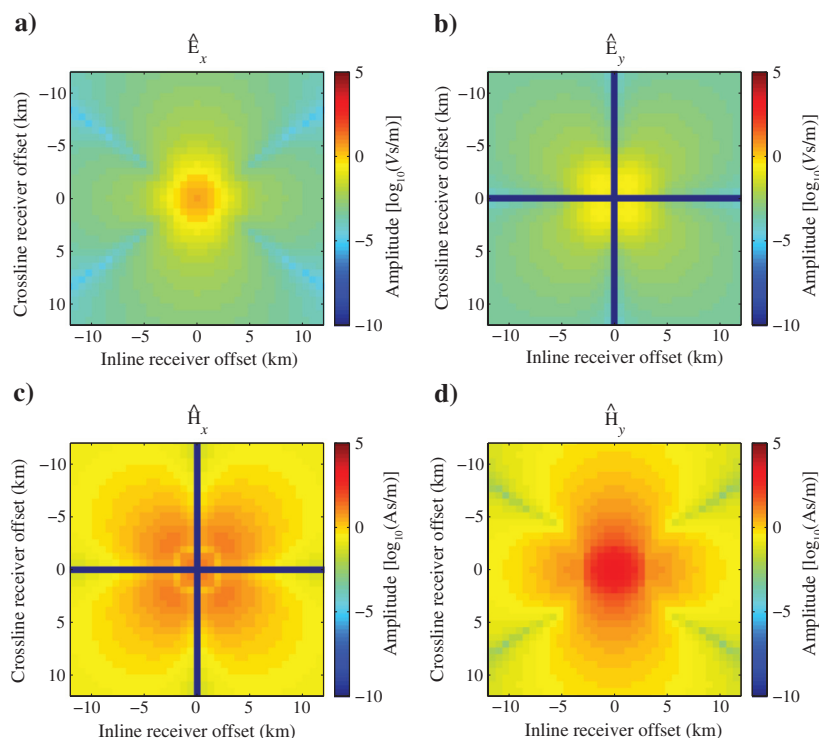 a)
Ê_x
−10
−5
0
5
10
Crossline receiver offset (km)
−10 −5 0 5 10
Inline receiver offset (km)
5
0
−5
−10
Amplitude [log₁₀(Vs/m)]
b)
Ê_y
−10
−5
0
5
10
Crossline receiver offset (km)
−10 −5 0 5 10
Inline receiver offset (km)
5
0
−5
−10
Amplitude [log₁₀(Vs/m)]
c)
Ĥ_x
−10
−5
0
5
10
Crossline receiver offset (km)
−10 −5 0 5 10
Inline receiver offset (km)
5
0
−5
−10
Amplitude [log₁₀(As/m)]
d)
Ĥ_y
−10
−5
0
5
10
Crossline receiver offset (km)
−10 −5 0 5 10
Inline receiver offset (km)
5
0
−5
−10
Amplitude [log₁₀(As/m)]